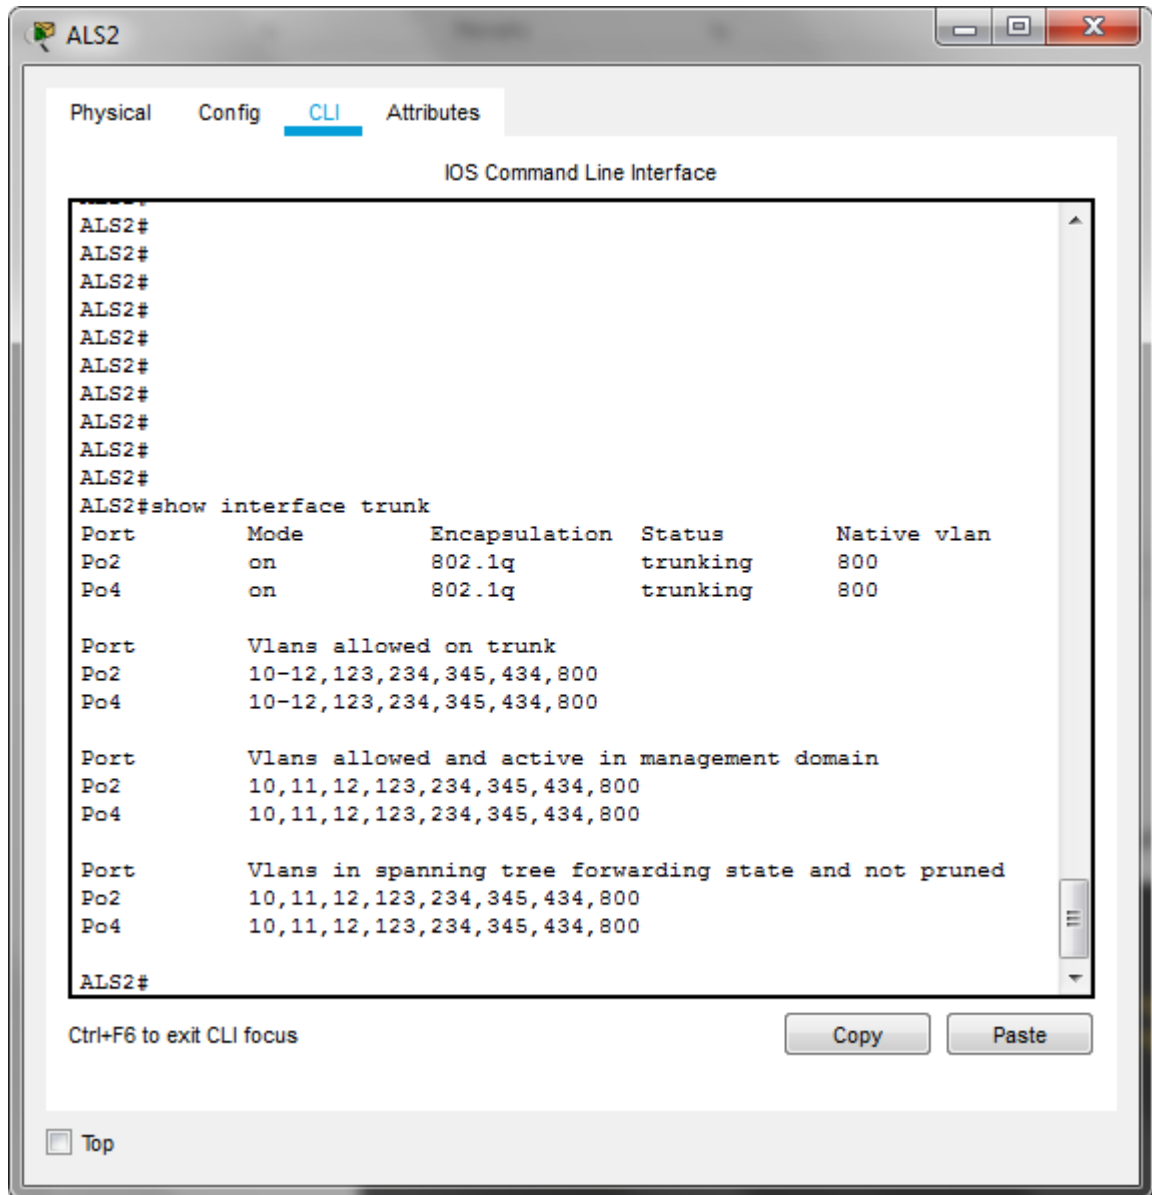 ALS2
Physical Config CLI Attributes
IOS Command Line Interface
ALS2#
ALS2#
ALS2#
ALS2#
ALS2#
ALS2#
ALS2#
ALS2#
ALS2#
ALS2#
ALS2#show interface trunk
Port        Mode         Encapsulation  Status        Native vlan
Po2         on           802.1q         trunking      800
Po4         on           802.1q         trunking      800
Port        Vlans allowed on trunk
Po2         10-12,123,234,345,434,800
Po4         10-12,123,234,345,434,800
Port        Vlans allowed and active in management domain
Po2         10,11,12,123,234,345,434,800
Po4         10,11,12,123,234,345,434,800
Port        Vlans in spanning tree forwarding state and not pruned
Po2         10,11,12,123,234,345,434,800
Po4         10,11,12,123,234,345,434,800
ALS2#
Ctrl+F6 to exit CLI focus Copy Paste
Top